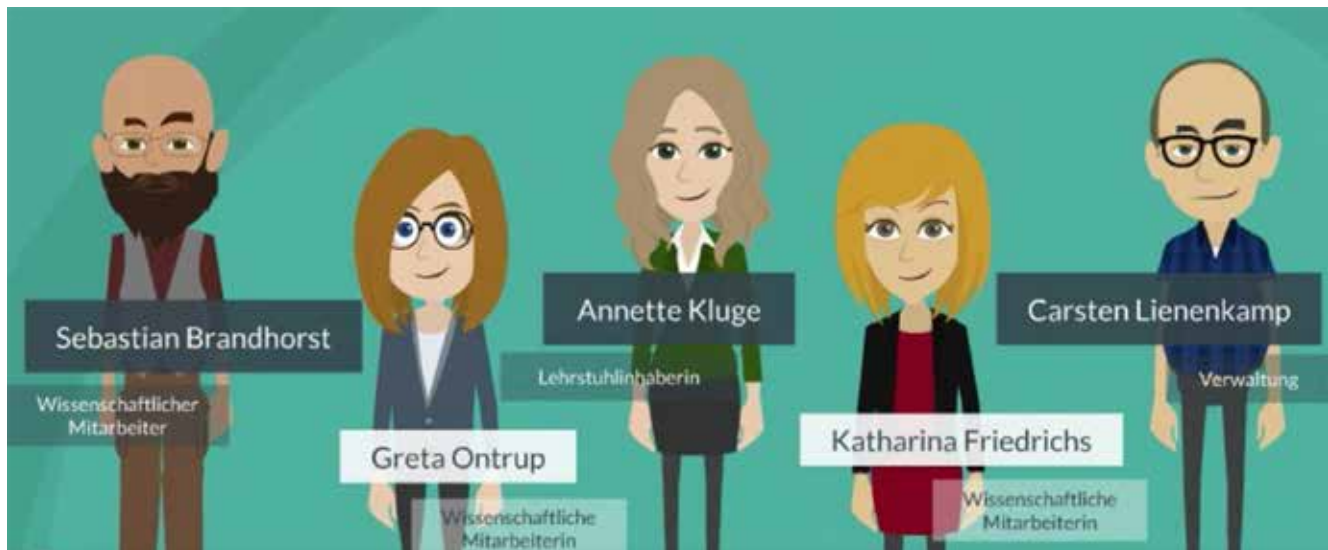 Sebastian Brandhorst
Wissenschaftlicher
Mitarbeiter
Greta Ontrup
Wissenschaftliche
Mitarbeiterin
Annette Kluge
Lehrstuhlinhaberin
Katharina Friedrichs
Wissenschaftliche
Mitarbeiterin
Carsten Lienenkamp
Verwaltung